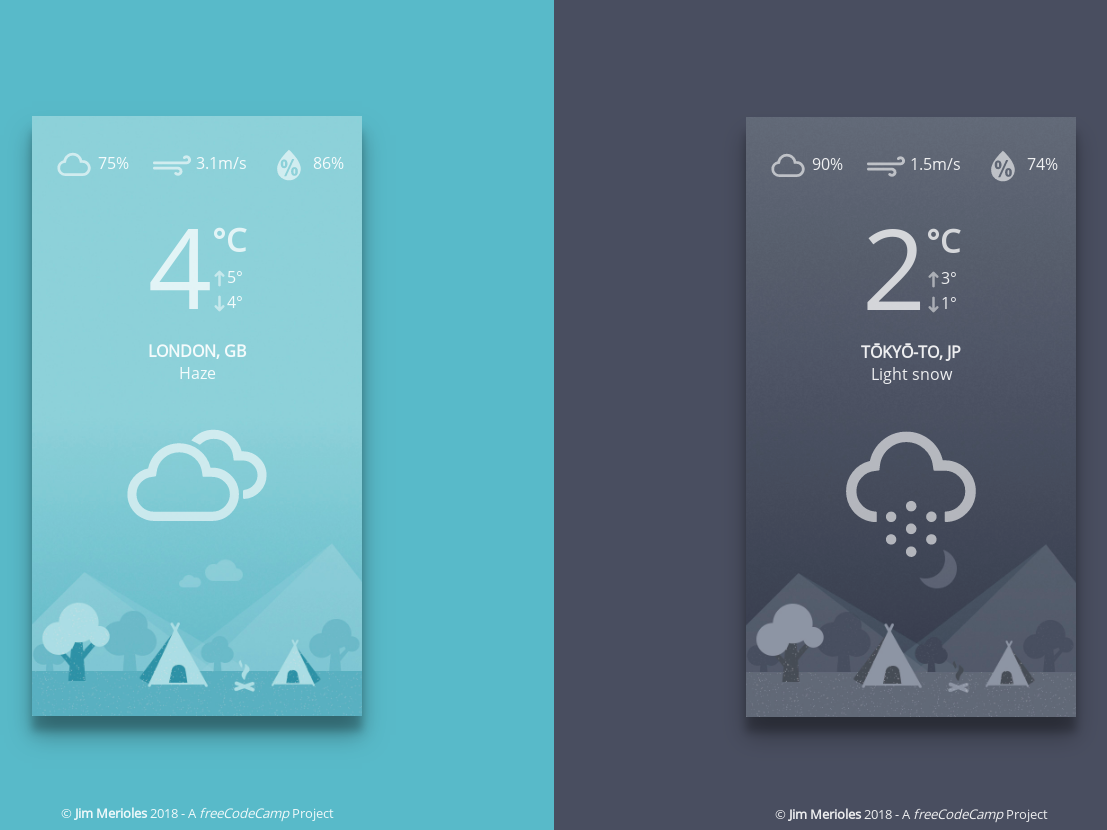 75% 3.1m/s % 86%
4 °C
↑5°
↓4°
LONDON, GB
Haze
© Jim Merioles 2018 - A freeCodeCamp Project
90% 1.5m/s % 74%
2 °C
↑3°
↓1°
TŌKYŌ-TO, JP
Light snow
© Jim Merioles 2018 - A freeCodeCamp Project